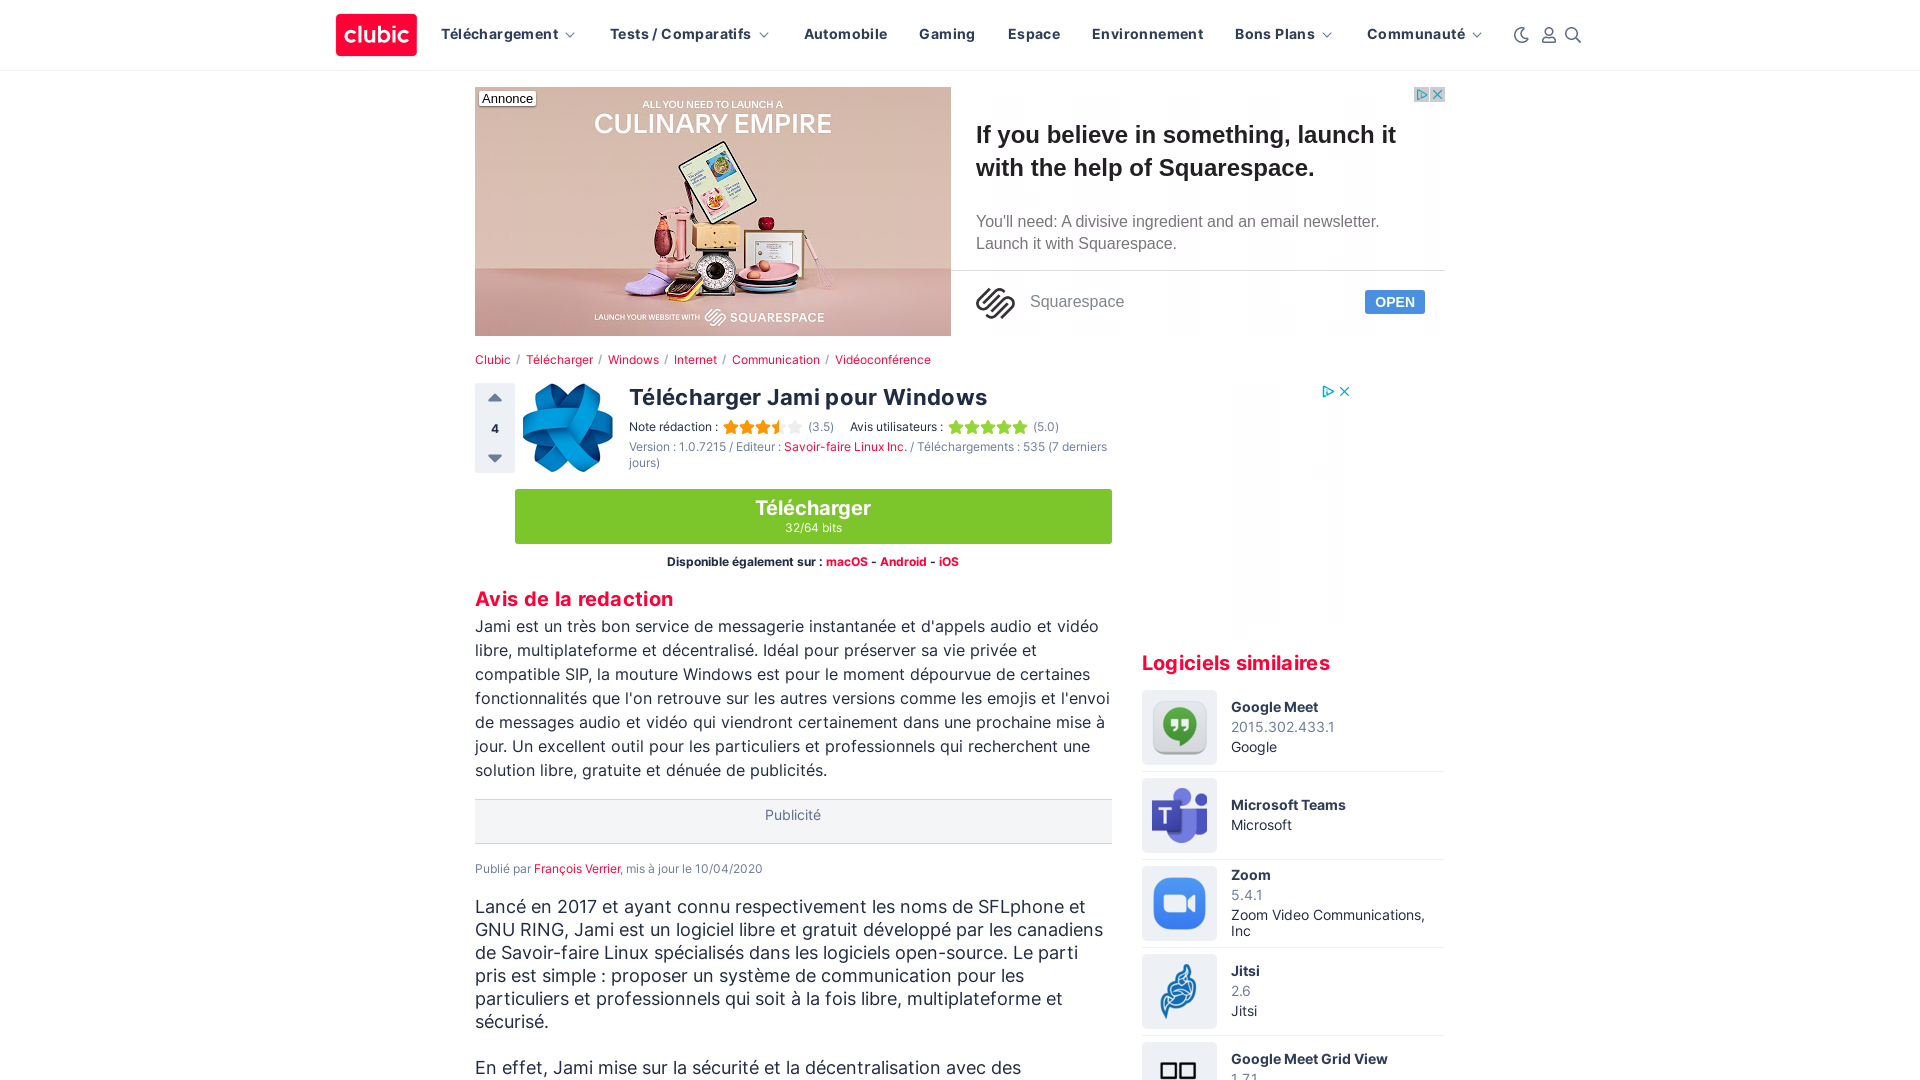 clubic
Téléchargement
Tests / Comparatifs
Automobile
Gaming
Espace
Environnement
Bons Plans
Communauté
Annonce
ALL YOU NEED TO LAUNCH A
CULINARY EMPIRE
LAUNCH YOUR WEBSITE WITH SQUARESPACE
If you believe in something, launch it
with the help of Squarespace.
You'll need: A divisive ingredient and an email newsletter.
Launch it with Squarespace.
Squarespace
OPEN
Clubic / Télécharger / Windows / Internet / Communication / Vidéoconférence
4
Télécharger Jami pour Windows
Note rédaction : (3.5) Avis utilisateurs : (5.0)
Version : 1.0.7215 / Editeur : Savoir-faire Linux Inc. / Téléchargements : 535 (7 derniers
jours)
Télécharger
32/64 bits
Disponible également sur : macOS - Android - iOS
Avis de la redaction
Jami est un très bon service de messagerie instantanée et d'appels audio et vidéo
libre, multiplateforme et décentralisé. Idéal pour préserver sa vie privée et
compatible SIP, la mouture Windows est pour le moment dépourvue de certaines
fonctionnalités que l'on retrouve sur les autres versions comme les emojis et l'envoi
de messages audio et vidéo qui viendront certainement dans une prochaine mise à
jour. Un excellent outil pour les particuliers et professionnels qui recherchent une
solution libre, gratuite et dénuée de publicités.
Publicité
Publié par François Verrier, mis à jour le 10/04/2020
Lancé en 2017 et ayant connu respectivement les noms de SFLphone et
GNU RING, Jami est un logiciel libre et gratuit développé par les canadiens
de Savoir-faire Linux spécialisés dans les logiciels open-source. Le parti
pris est simple : proposer un système de communication pour les
particuliers et professionnels qui soit à la fois libre, multiplateforme et
sécurisé.
En effet, Jami mise sur la sécurité et la décentralisation avec des
Logiciels similaires
Google Meet
2015.302.433.1
Google
Microsoft Teams
Microsoft
Zoom
5.4.1
Zoom Video Communications,
Inc
Jitsi
2.6
Jitsi
Google Meet Grid View
1.7.1